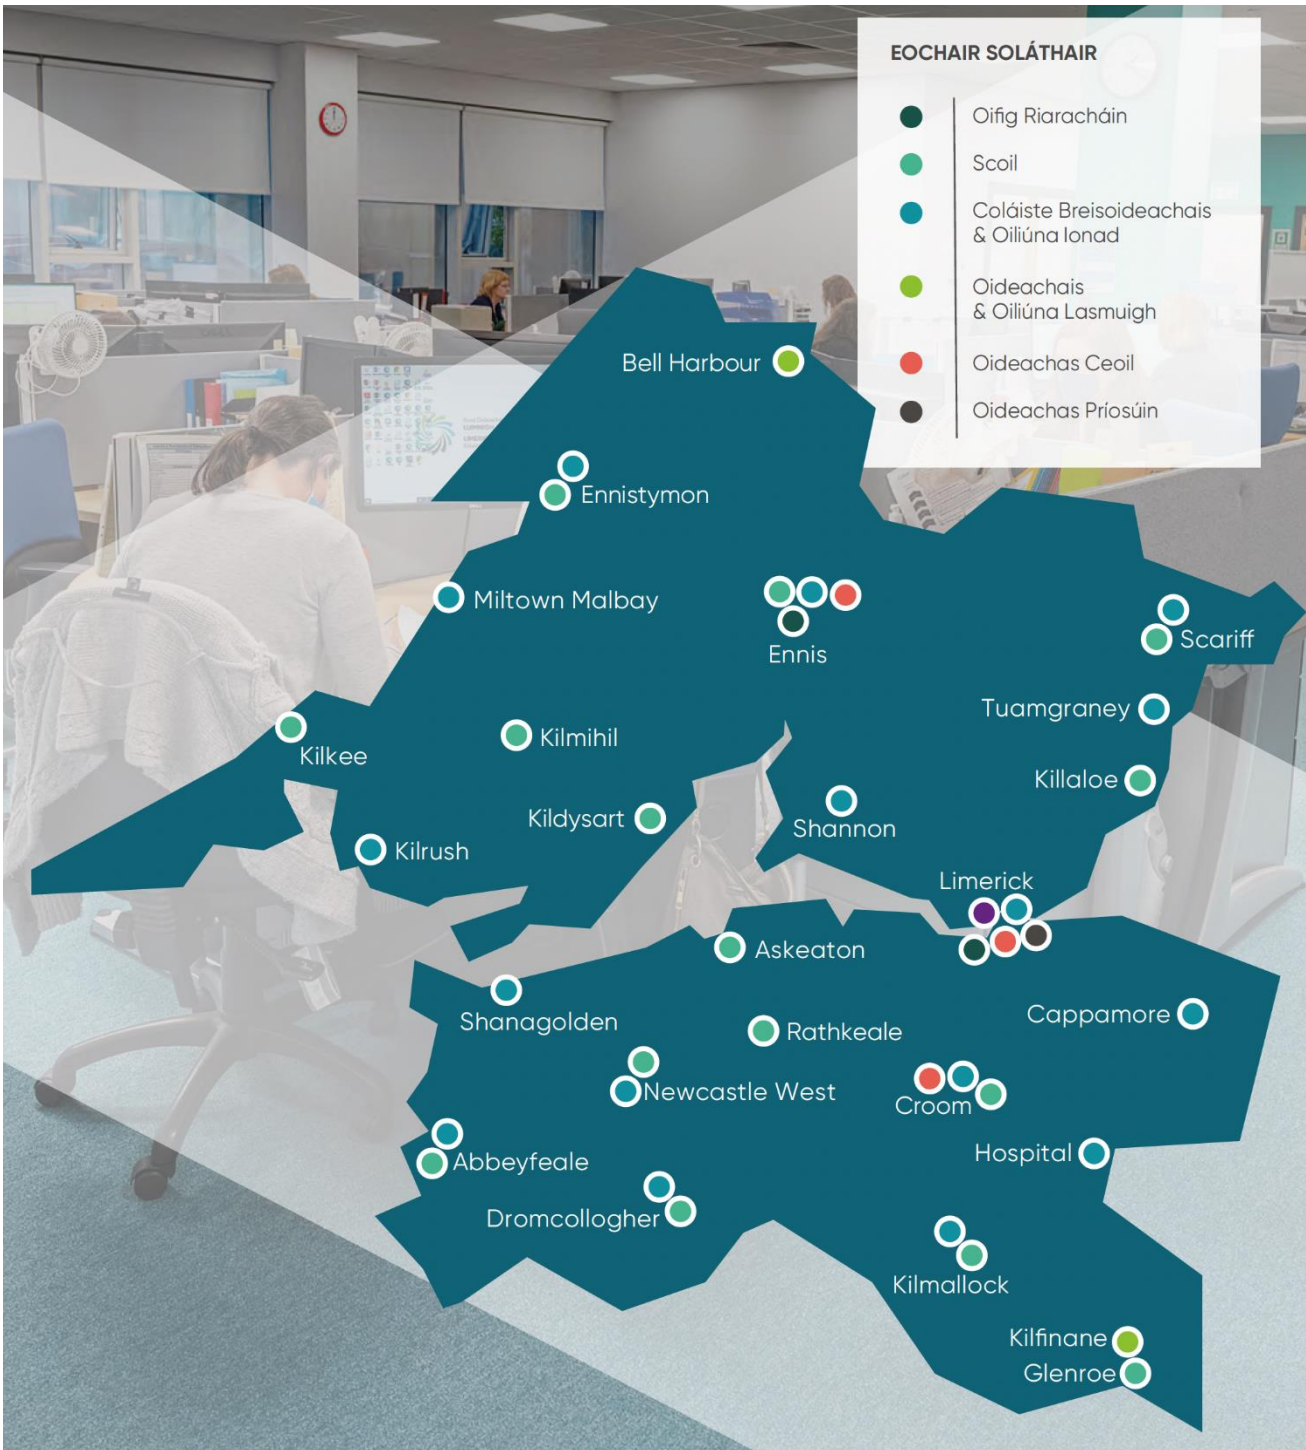 EOCHAIR SOLÁTHAIR
Oifig Riaracháin
Scoil
Coláiste Breisoideachais
& Oiliúna Ionad
Oideachais
& Oiliúna Lasmuigh
Oideachas Ceoil
Oideachas Príosúin
Bell Harbour
Ennistymon
Miltown Malbay
Ennis
Scariff
Tuamgraney
Kilkee
Kilmihil
Killaloe
Kildysart
Shannon
Kilrush
Limerick
Askeaton
Shanagolden
Cappamore
Rathkeale
Newcastle West
Croom
Hospital
Abbeyfeale
Dromcollogher
Kilmallock
Kilfinane
Glenroe